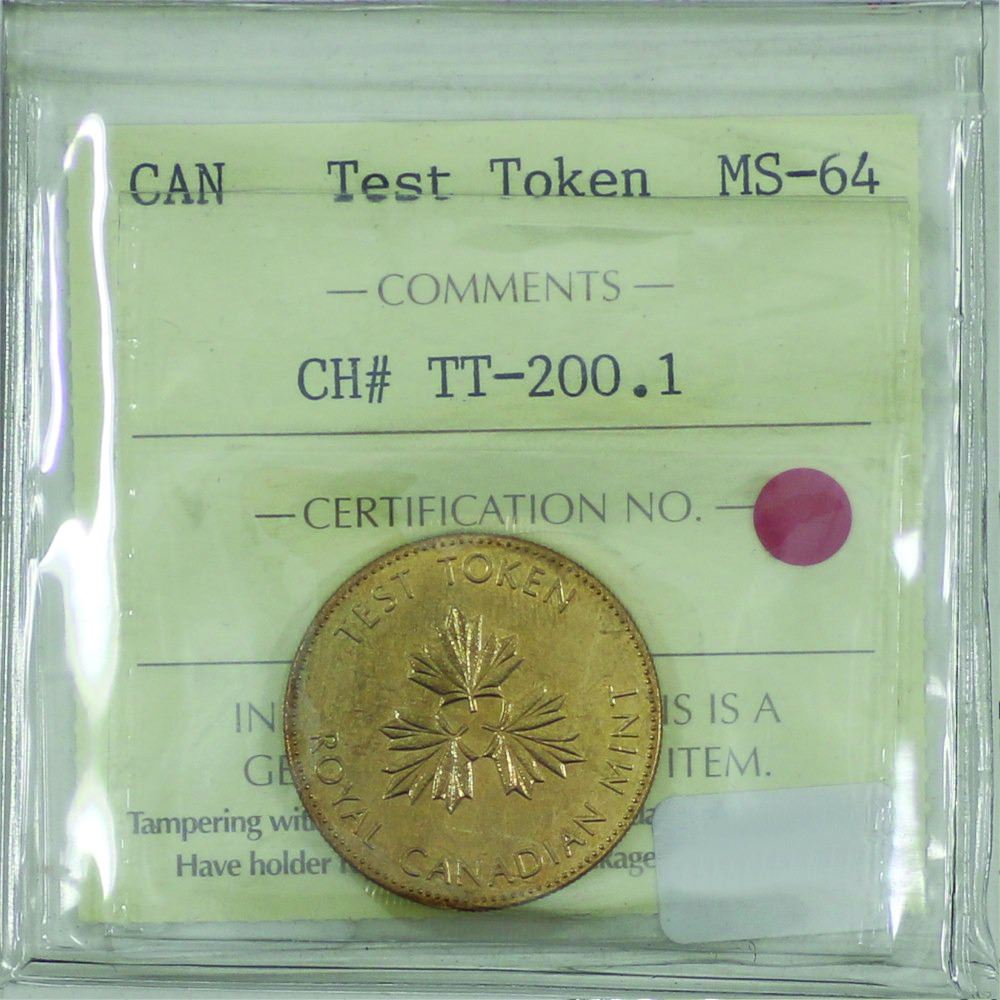 CAN Test Token MS-64
— COMMENTS —
CH# TT-200.1
— CERTIFICATION NO. —
TEST TOKEN
ROYAL CANADIAN MINT
IN IS IS A
GE ITEM.
Tampering wit
Have holder kage